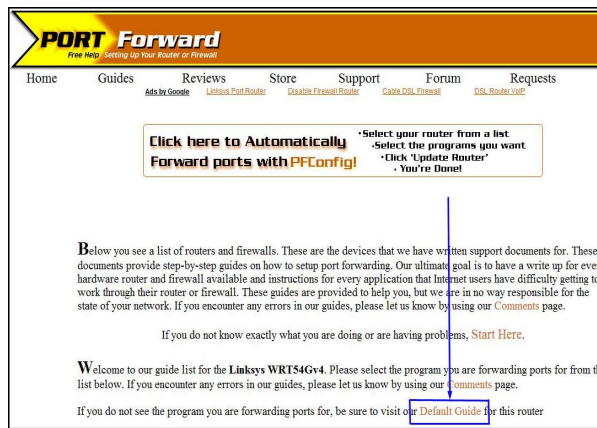 PORT Forward
Free Help Setting Up Your Router or Firewall
Home Guides Reviews Store Support Forum Requests
Ads by Google Linksys Port Router Disable Firewall Router Cable DSL Firewall DSL Router VoIP
Click here to Automatically
Forward ports with PFConfig!
·Select your router from a list
·Select the programs you want
·Click 'Update Router'
· You're Done!
Below you see a list of routers and firewalls. These are the devices that we have written support documents for. These
documents provide step-by-step guides on how to setup port forwarding. Our ultimate goal is to have a write up for eve
hardware router and firewall available and instructions for every application that Internet users have difficulty getting to
work through their router or firewall. These guides are provided to help you, but we are in no way responsible for the
state of your network. If you encounter any errors in our guides, please let us know by using our Comments page.
If you do not know exactly what you are doing or are having problems, Start Here.
Welcome to our guide list for the Linksys WRT54Gv4. Please select the program you are forwarding ports for from t
list below. If you encounter any errors in our guides, please let us know by using our Comments page.
If you do not see the program you are forwarding ports for, be sure to visit our Default Guide for this router